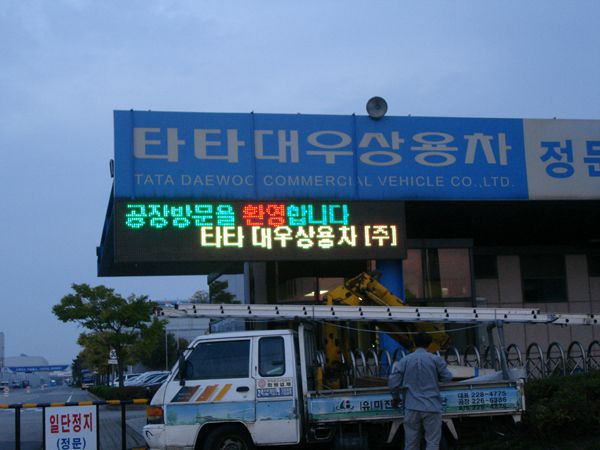 타타대우상용차
TATA DAEWOO COMMERCIAL VEHICLE CO.,LTD.
정문
공장방문을 환영합니다
타타 대우상용차 [주]
일단정지
(정문)
228-4775